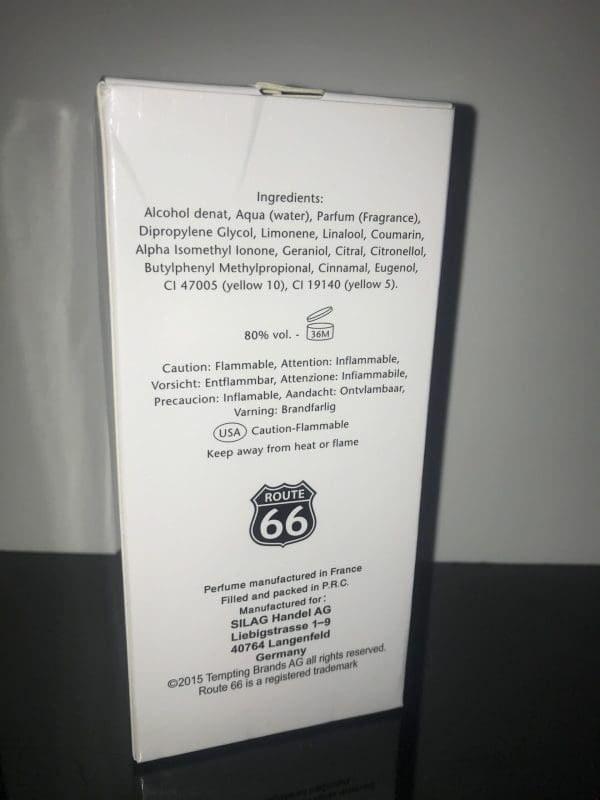 Ingredients:
Alcohol denat, Aqua (water), Parfum (Fragrance),
Dipropylene Glycol, Limonene, Linalool, Coumarin,
Alpha Isomethyl Ionone, Geraniol, Citral, Citronellol,
Butylphenyl Methylpropional, Cinnamal, Eugenol,
CI 47005 (yellow 10), CI 19140 (yellow 5).
80% vol. - 36M
Caution: Flammable, Attention: Inflammable,
Vorsicht: Entflammbar, Attenzione: Infiammabile,
Precaucion: Inflamable, Aandacht: Ontvlambaar,
Varning: Brandfarlig
USA Caution-Flammable
Keep away from heat or flame
ROUTE
66
Perfume manufactured in France
Filled and packed in P.R.C.
Manufactured for:
SILAG Handel AG
Liebigstrasse 1-9
40764 Langenfeld
Germany
©2015 Tempting Brands AG all rights reserved.
Route 66 is a registered trademark